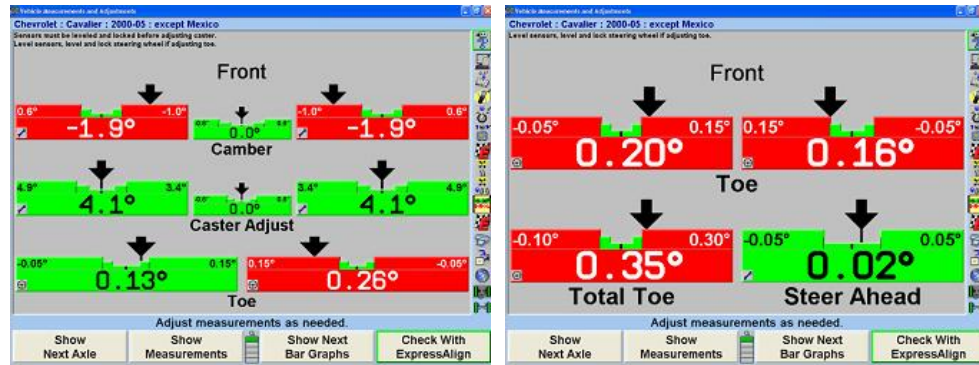 Vehicle Measurements and Adjustments
Chevrolet : Cavalier : 2000-05 : except Mexico
Sensors must be leveled and locked before adjusting caster.
Level sensors, level and lock steering wheel if adjusting toe.
Front
0.6° -1.0° -1.0° 0.6°
-1.9° 0.0° -1.9°
Camber
4.9° 3.4° 3.4° 4.9°
4.1° 0.0° 4.1°
Caster Adjust
-0.05° 0.15° 0.15° -0.05°
0.13° 0.26°
Toe
Adjust measurements as needed.
Show Next Axle
Show Measurements
Show Next Bar Graphs
Check With ExpressAlign
Vehicle Measurements and Adjustments
Chevrolet : Cavalier : 2000-05 : except Mexico
Level sensors, level and lock steering wheel if adjusting toe.
Front
-0.05° 0.15° 0.15° -0.05°
0.20° 0.16°
Toe
-0.10° 0.30° -0.05° 0.05°
0.35° 0.02°
Total Toe Steer Ahead
Adjust measurements as needed.
Show Next Axle
Show Measurements
Show Next Bar Graphs
Check With ExpressAlign